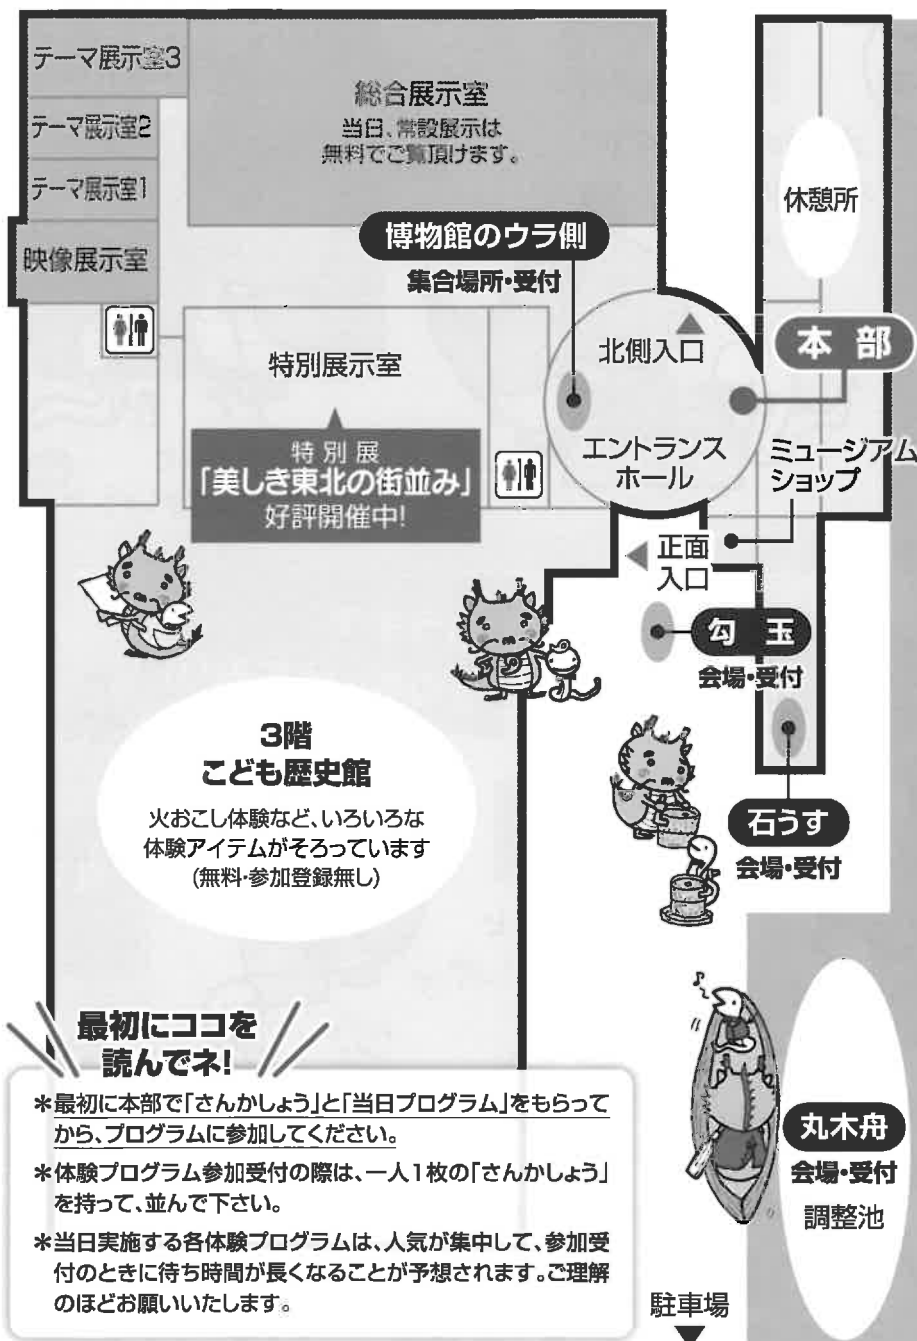 テーマ展示室3
総合展示室
当日、常設展示は
無料でご覧頂けます。
テーマ展示室2
テーマ展示室1
映像展示室
休憩所
博物館のウラ側
集合場所・受付
北側入口
本 部
特別展示室
特 別 展
「美しき東北の街並み」
好評開催中!
エントランス
ホール
ミュージアム
ショップ
正面
入口
勾 玉
会場・受付
3階
こども歴史館
火おこし体験など、いろいろな
体験アイテムがそろっています
(無料・参加登録無し)
石うす
会場・受付
最初にココを
読んでネ!
*最初に本部で「さんかしょう」と「当日プログラム」をもらって
から、プログラムに参加してください。
*体験プログラム参加受付の際は、一人1枚の「さんかしょう」
を持って、並んで下さい。
*当日実施する各体験プログラムは、人気が集中して、参加受
付のときに待ち時間が長くなることが予想されます。ご理解
のほどお願いいたします。
丸木舟
会場・受付
調整池
駐車場